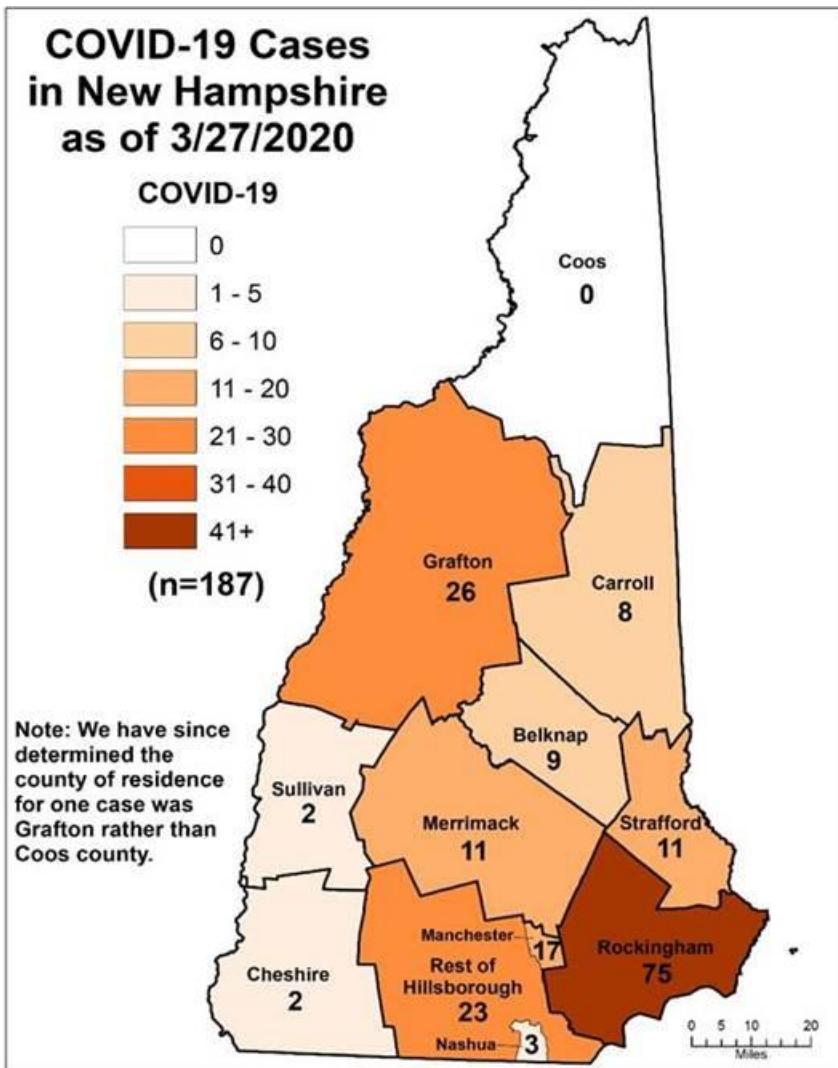 COVID-19 Cases
in New Hampshire
as of 3/27/2020
COVID-19
0
1 - 5
6 - 10
11 - 20
21 - 30
31 - 40
41+
(n=187)
Note: We have since
determined the
county of residence
for one case was
Grafton rather than
Coos county.
Coos
0
Grafton
26
Carroll
8
Belknap
9
Sullivan
2
Merrimack
11
Strafford
11
Cheshire
2
Manchester
17
Rest of
Hillsborough
23
Nashua
3
Rockingham
75
0 5 10 20
Miles